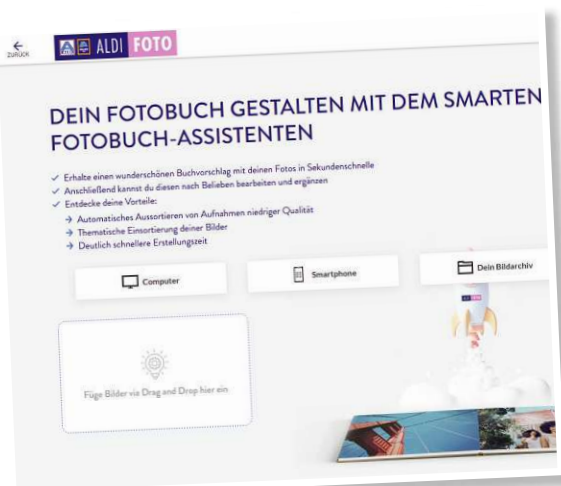 ZURÜCK
ALDI FOTO
DEIN FOTOBUCH GESTALTEN MIT DEM SMARTEN
FOTOBUCH-ASSISTENTEN
Erhalte einen wunderschönen Buchvorschlag mit deinen Fotos in Sekundenschnelle
Anschließend kannst du diesen nach Belieben bearbeiten und ergänzen
Entdecke deine Vorteile:
Automatisches Aussortieren von Aufnahmen niedriger Qualität
Thematische Einsortierung deiner Bilder
Deutlich schnellere Erstellungszeit
Computer
Smartphone
Dein Bildarchiv
Füge Bilder via Drag and Drop hier ein